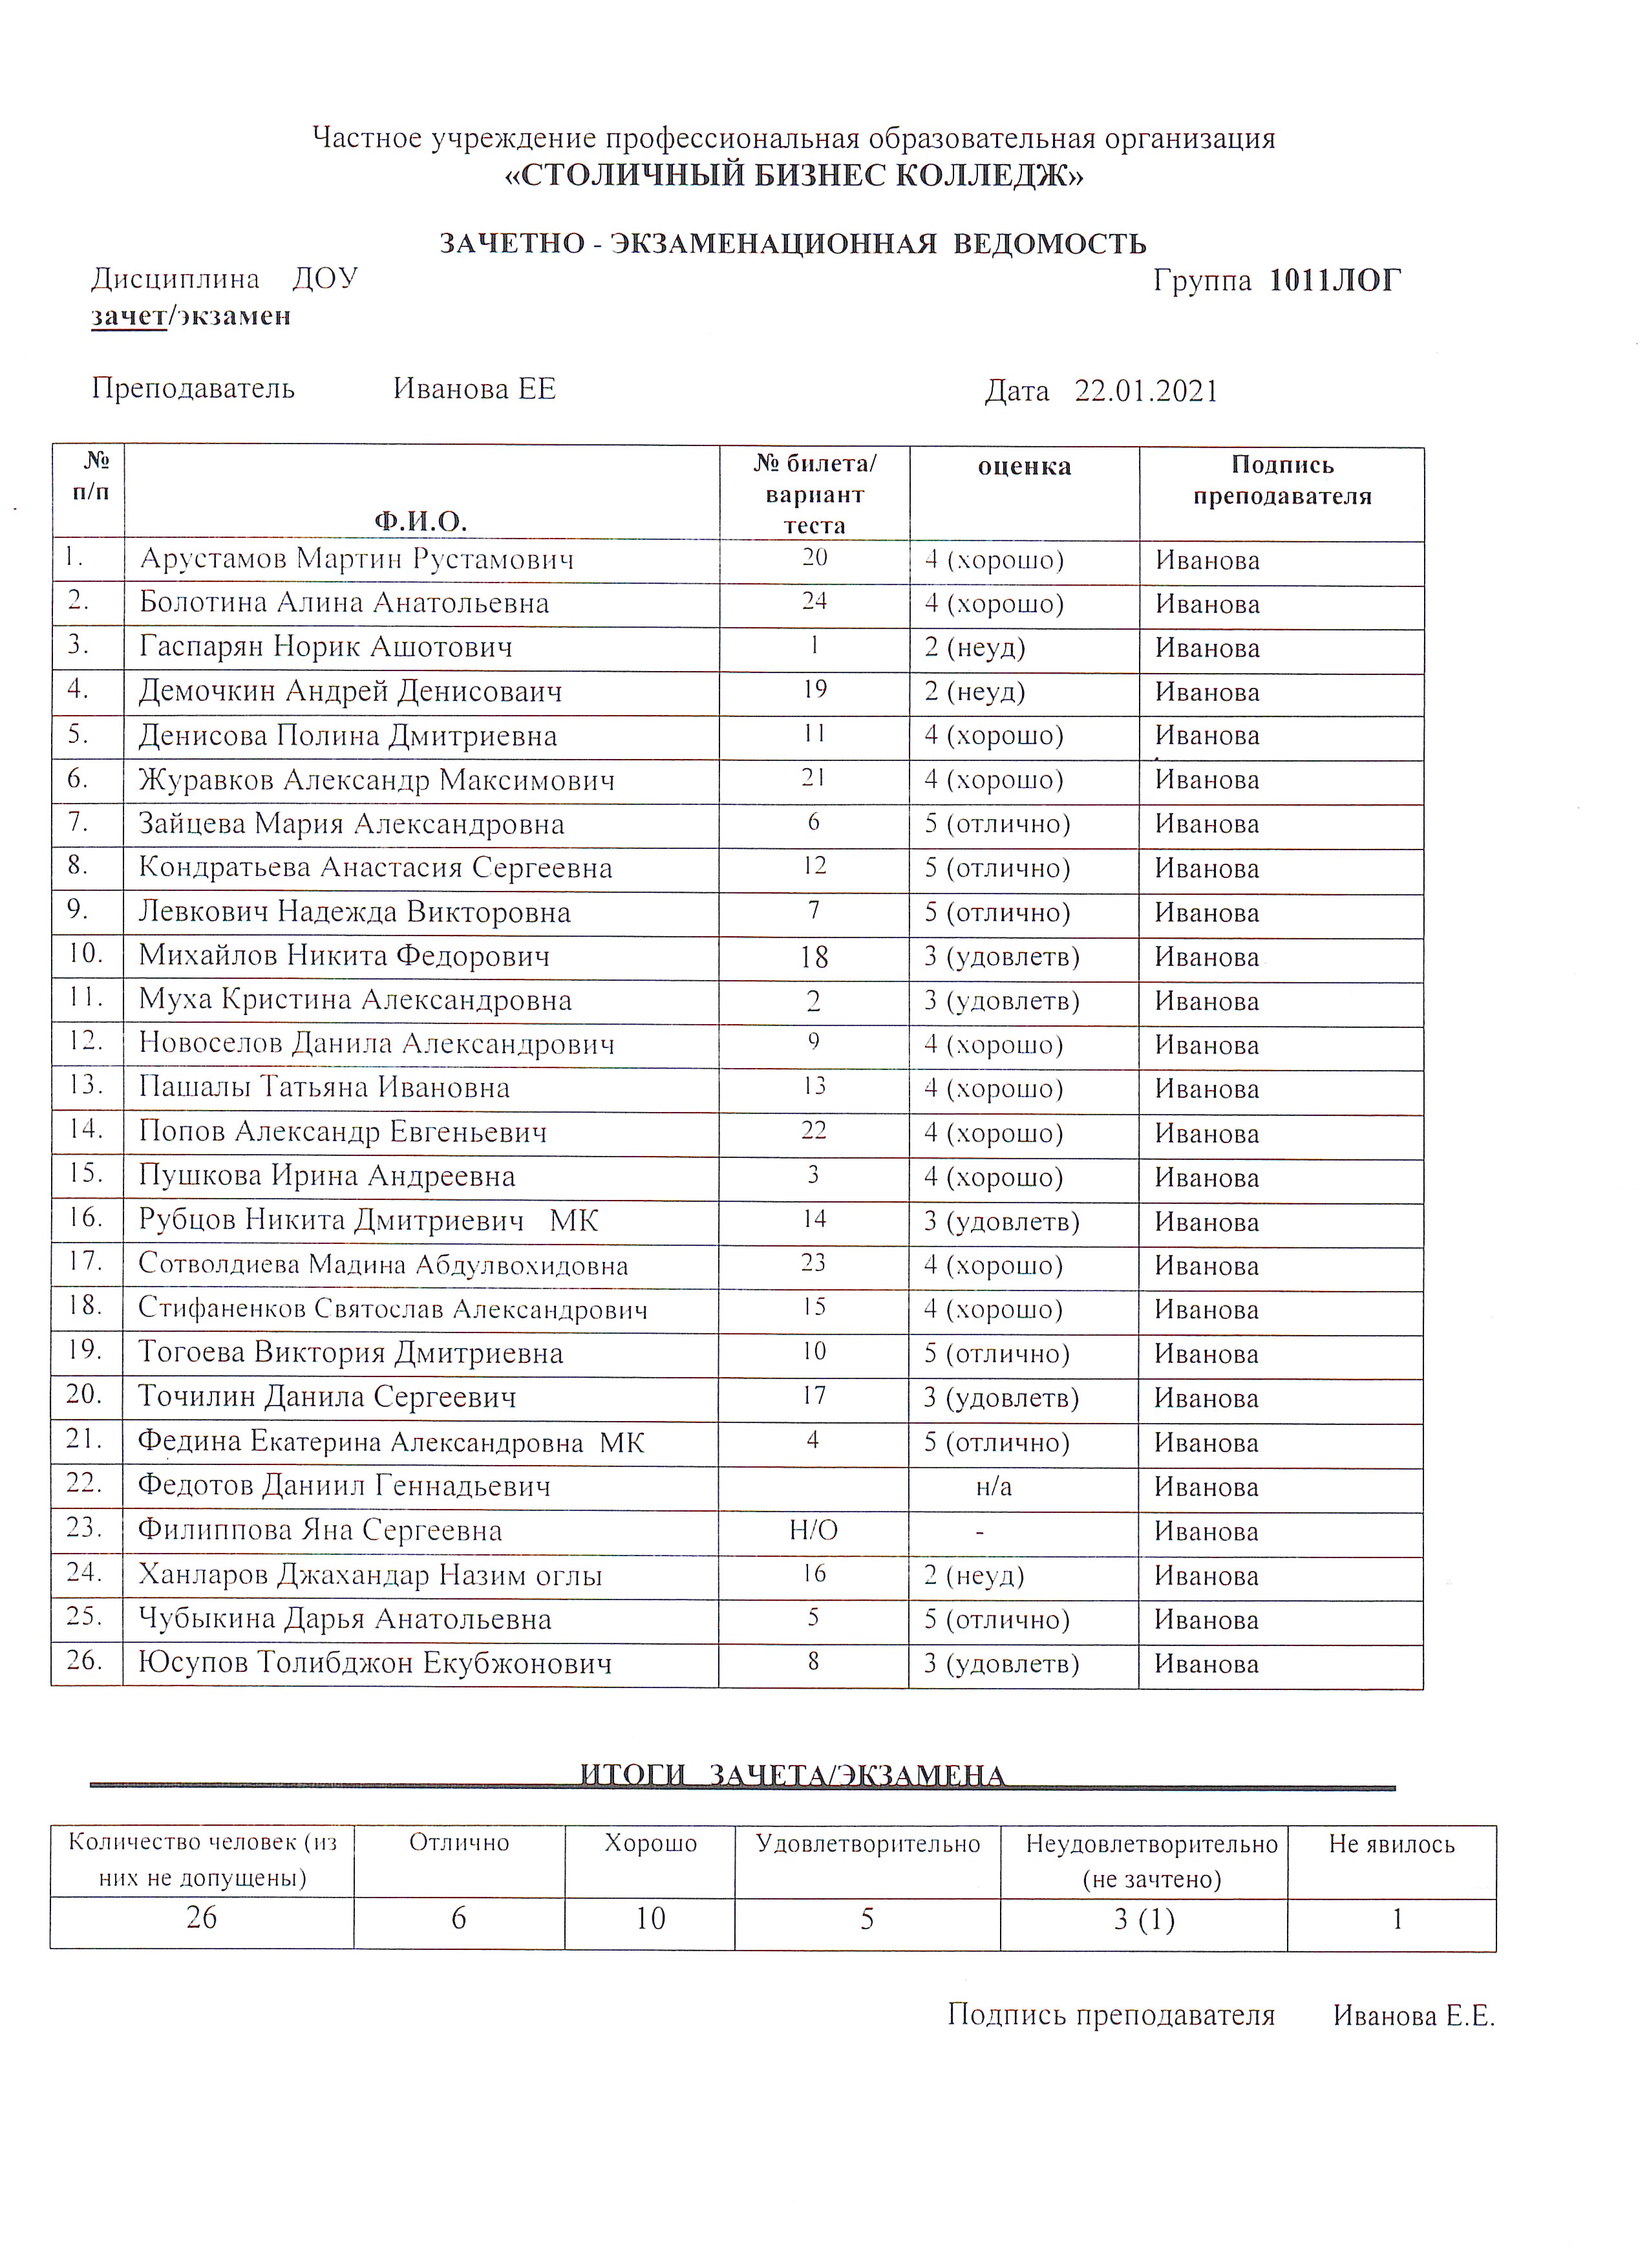 Частное учреждение профессиональная образовательная организация
«СТОЛИЧНЫЙ БИЗНЕС КОЛЛЕДЖ»
ЗАЧЕТНО - ЭКЗАМЕНАЦИОННАЯ ВЕДОМОСТЬ
Дисциплина ДОУ Группа 1011ЛОГ
зачет/экзамен
Преподаватель Иванова ЕЕ Дата 22.01.2021
№ п/п Ф.И.О. № билета/ вариант теста оценка Подпись преподавателя
1. Арустамов Мартин Рустамович 20 4 (хорошо) Иванова
2. Болотина Алина Анатольевна 24 4 (хорошо) Иванова
3. Гаспарян Норик Ашотович 1 2 (неуд) Иванова
4. Демочкин Андрей Денисоваич 19 2 (неуд) Иванова
5. Денисова Полина Дмитриевна 11 4 (хорошо) Иванова
6. Журавков Александр Максимович 21 4 (хорошо) Иванова
7. Зайцева Мария Александровна 6 5 (отлично) Иванова
8. Кондратьева Анастасия Сергеевна 12 5 (отлично) Иванова
9. Левкович Надежда Викторовна 7 5 (отлично) Иванова
10. Михайлов Никита Федорович 18 3 (удовлетв) Иванова
11. Муха Кристина Александровна 2 3 (удовлетв) Иванова
12. Новоселов Данила Александрович 9 4 (хорошо) Иванова
13. Пашалы Татьяна Ивановна 13 4 (хорошо) Иванова
14. Попов Александр Евгеньевич 22 4 (хорошо) Иванова
15. Пушкова Ирина Андреевна 3 4 (хорошо) Иванова
16. Рубцов Никита Дмитриевич МК 14 3 (удовлетв) Иванова
17. Сотволдиева Мадина Абдулвохидовна 23 4 (хорошо) Иванова
18. Стифаненков Святослав Александрович 15 4 (хорошо) Иванова
19. Тогоева Виктория Дмитриевна 10 5 (отлично) Иванова
20. Точилин Данила Сергеевич 17 3 (удовлетв) Иванова
21. Федина Екатерина Александровна МК 4 5 (отлично) Иванова
22. Федотов Даниил Геннадьевич н/а Иванова
23. Филиппова Яна Сергеевна Н/О - Иванова
24. Ханларов Джахандар Назим оглы 16 2 (неуд) Иванова
25. Чубыкина Дарья Анатольевна 5 5 (отлично) Иванова
26. Юсупов Толибджон Екубжонович 8 3 (удовлетв) Иванова
ИТОГИ ЗАЧЕТА/ЭКЗАМЕНА
Количество человек (из них не допущены) Отлично Хорошо Удовлетворительно Неудовлетворительно (не зачтено) Не явилось
26 6 10 5 3 (1) 1
Подпись преподавателя Иванова Е.Е.